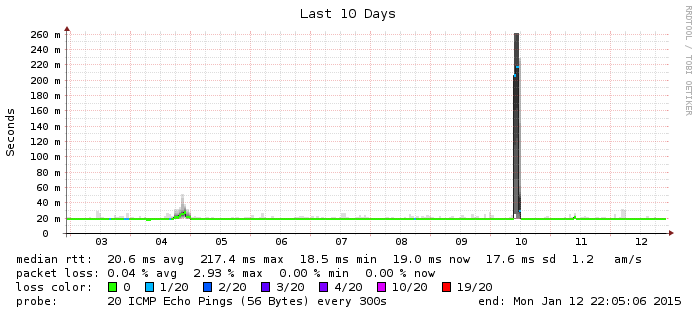 Last 10 Days
RRDTOOL / TOBI OETIKER
Seconds
260 m
240 m
220 m
200 m
180 m
160 m
140 m
120 m
100 m
80 m
60 m
40 m
20 m
0
03 04 05 06 07 08 09 10 11 12
median rtt: 20.6 ms avg 217.4 ms max 18.5 ms min 19.0 ms now 17.6 ms sd 1.2 am/s
packet loss: 0.04 % avg 2.93 % max 0.00 % min 0.00 % now
loss color: 0 1/20 2/20 3/20 4/20 10/20 19/20
probe: 20 ICMP Echo Pings (56 Bytes) every 300s end: Mon Jan 12 22:05:06 2015